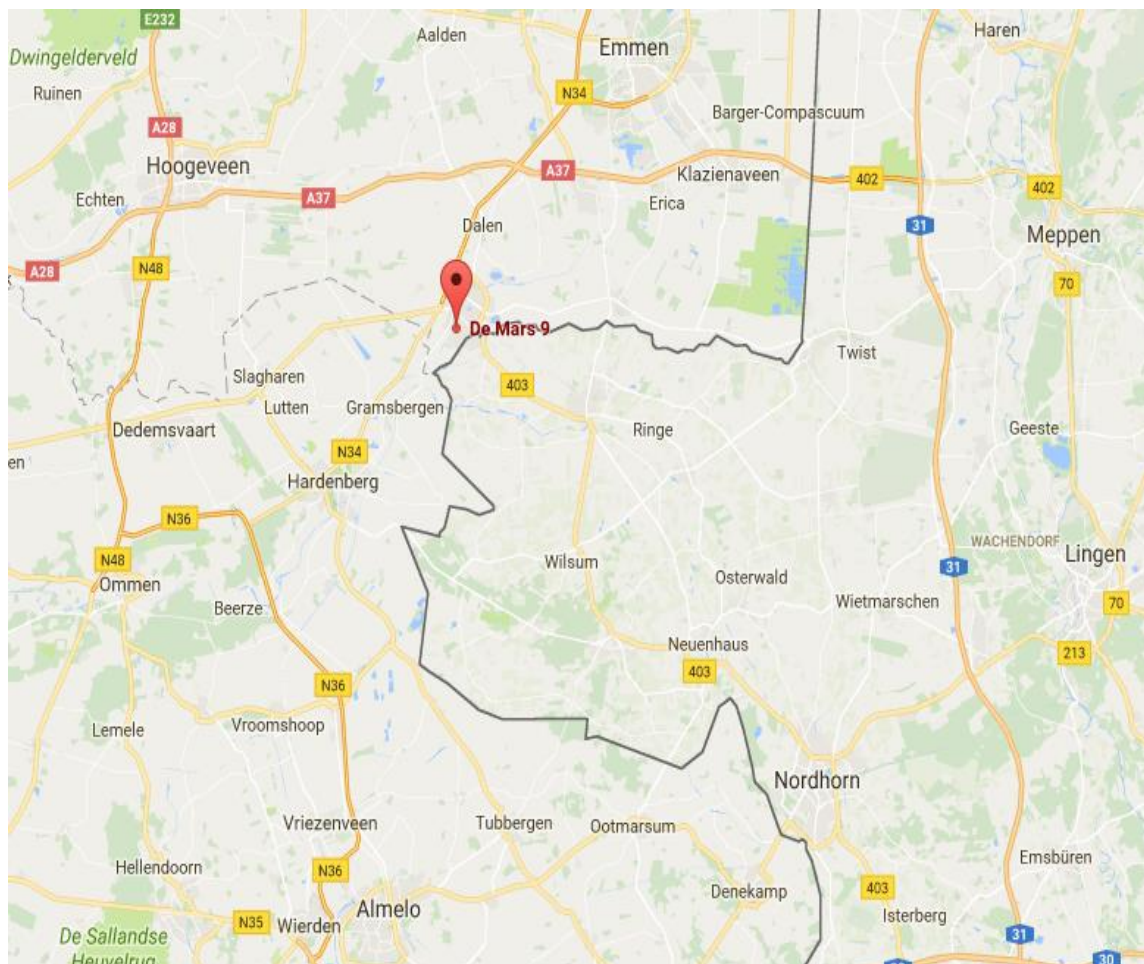 E232
Aalden
Haren
Dwingelderveld
Emmen
Ruinen
N34
Barger-Compascuum
A28
Hoogeveen
A37
Klazienaveen
402
402
Echten
A37
Erica
31
Dalen
Meppen
A28
N48
70
De Mars 9
Twist
Slagharen
403
Lutten
Gramsbergen
Dedemsvaart
Ringe
Geeste
en
N34
Hardenberg
N36
WACHENDORF
N48
Wilsum
Lingen
31
Ommen
Osterwald
Beerze
Wietmarschen
70
Neuenhaus
213
403
N36
Lemele
Vroomshoop
Nordhorn
Vriezenveen
Tubbergen
Ootmarsum
Emsbüren
Hellendoorn
N36
Denekamp
403
Almelo
N35
Wierden
Isterberg
De Sallandse
Heuvelrug
31
30